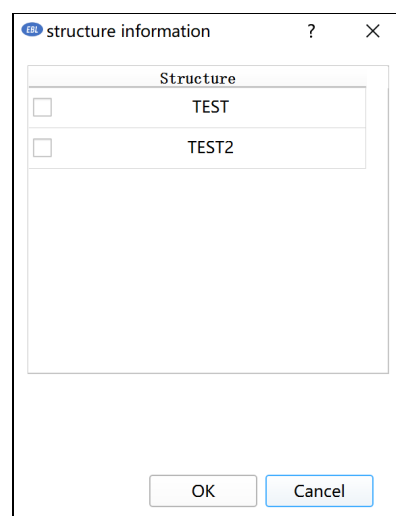 EBL structure information ?
Structure
TEST
TEST2
OK Cancel